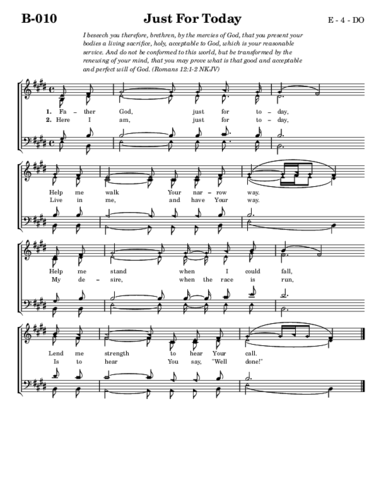 B-010
Just For Today
E - 4 - DO
I beseech you therefore, brethren, by the mercies of God, that you present your
bodies a living sacrifice, holy, acceptable to God, which is your reasonable
service. And do not be conformed to this world, but be transformed by the
renewing of your mind, that you may prove what is that good and acceptable
and perfect will of God. (Romans 12:1-2 NKJV)
1. Fa - ther God, just for to - day,
2. Here I am, just for to - day,
Help me walk Your nar - row way.
Live in me, and have Your way.
Help me stand when I could fall,
My de - sire, when the race is run,
Lend me strength to hear Your call.
Is to hear You say, "Well done!"